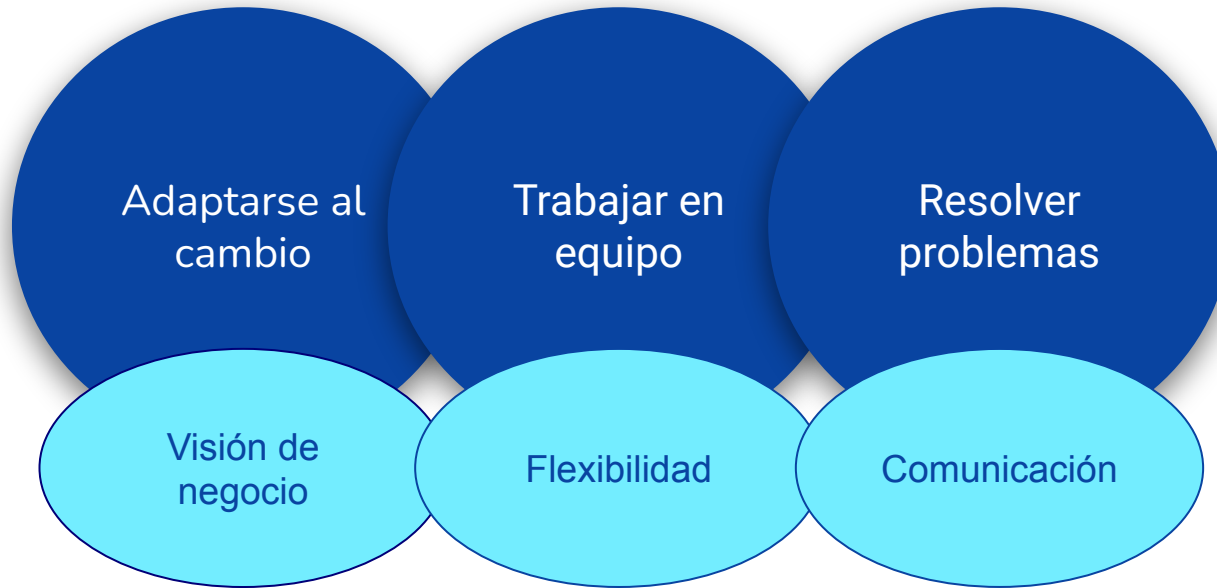 Adaptarse al
cambio
Trabajar en
equipo
Resolver
problemas
Visión de
negocio
Flexibilidad
Comunicación